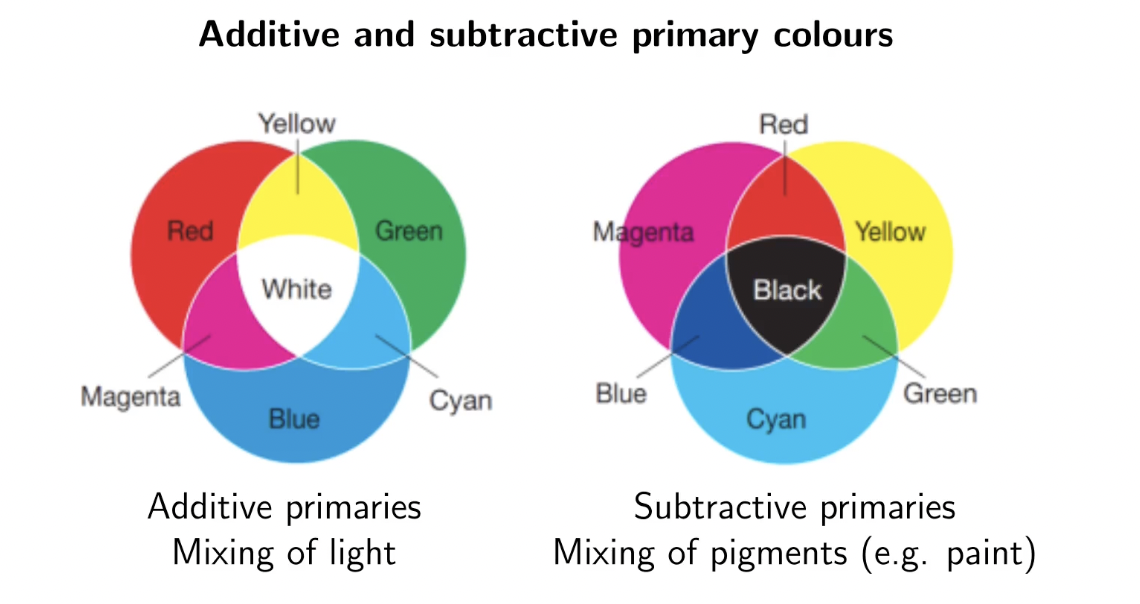 Additive and subtractive primary colours
Yellow
Red
Green
White
Magenta
Cyan
Blue
Additive primaries
Mixing of light
Red
Magenta
Yellow
Black
Blue
Green
Cyan
Subtractive primaries
Mixing of pigments (e.g. paint)